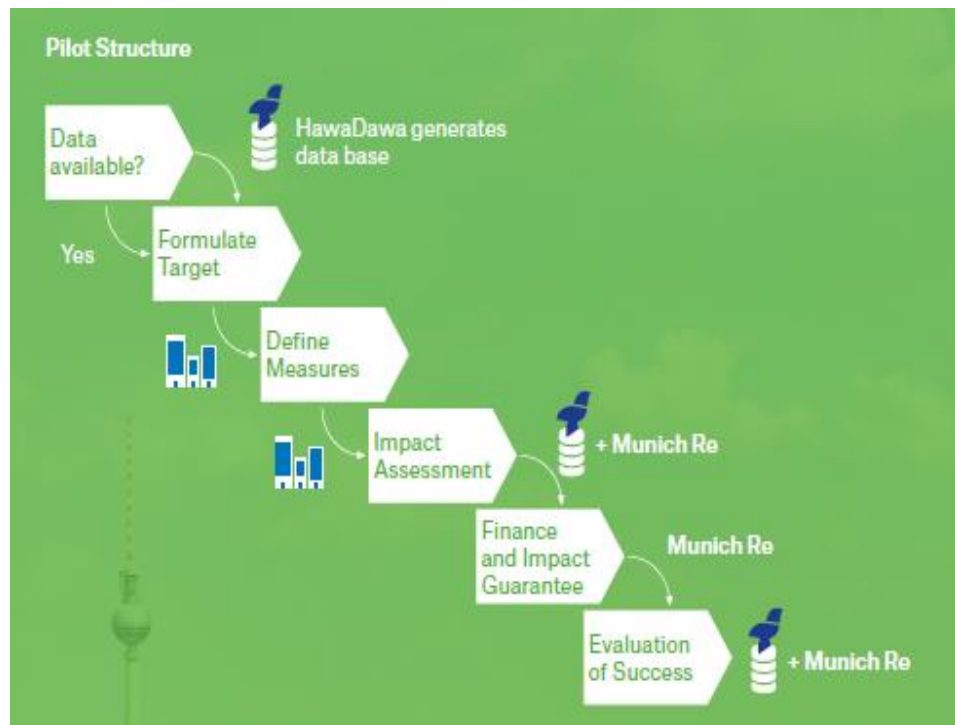 Pilot Structure
Data
available?
HawaDawa generates
data base
Yes
Formulate
Target
Define
Measures
Impact
Assessment
+ Munich Re
Finance
and Impact
Guarantee
Munich Re
Evaluation
of Success
+ Munich Re